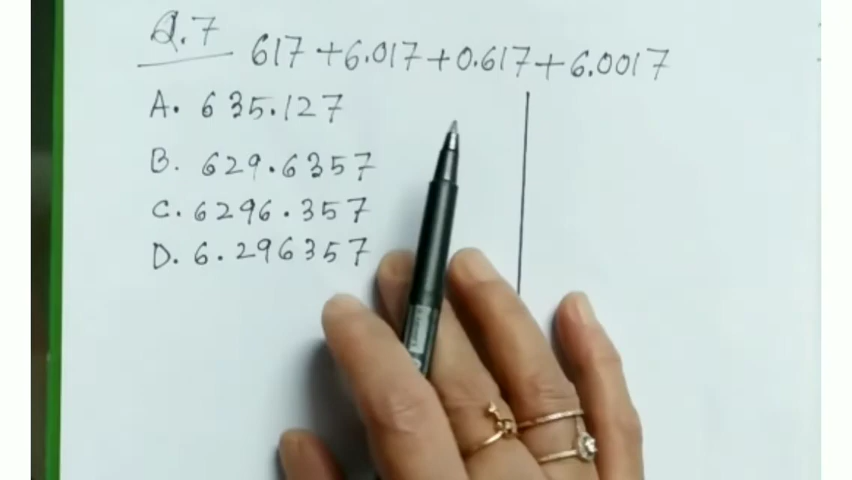 Q.7 617 + 6.017 + 0.617 + 6.0017
A. 635.127
B. 629.6357
C. 6296.357
D. 6.296357